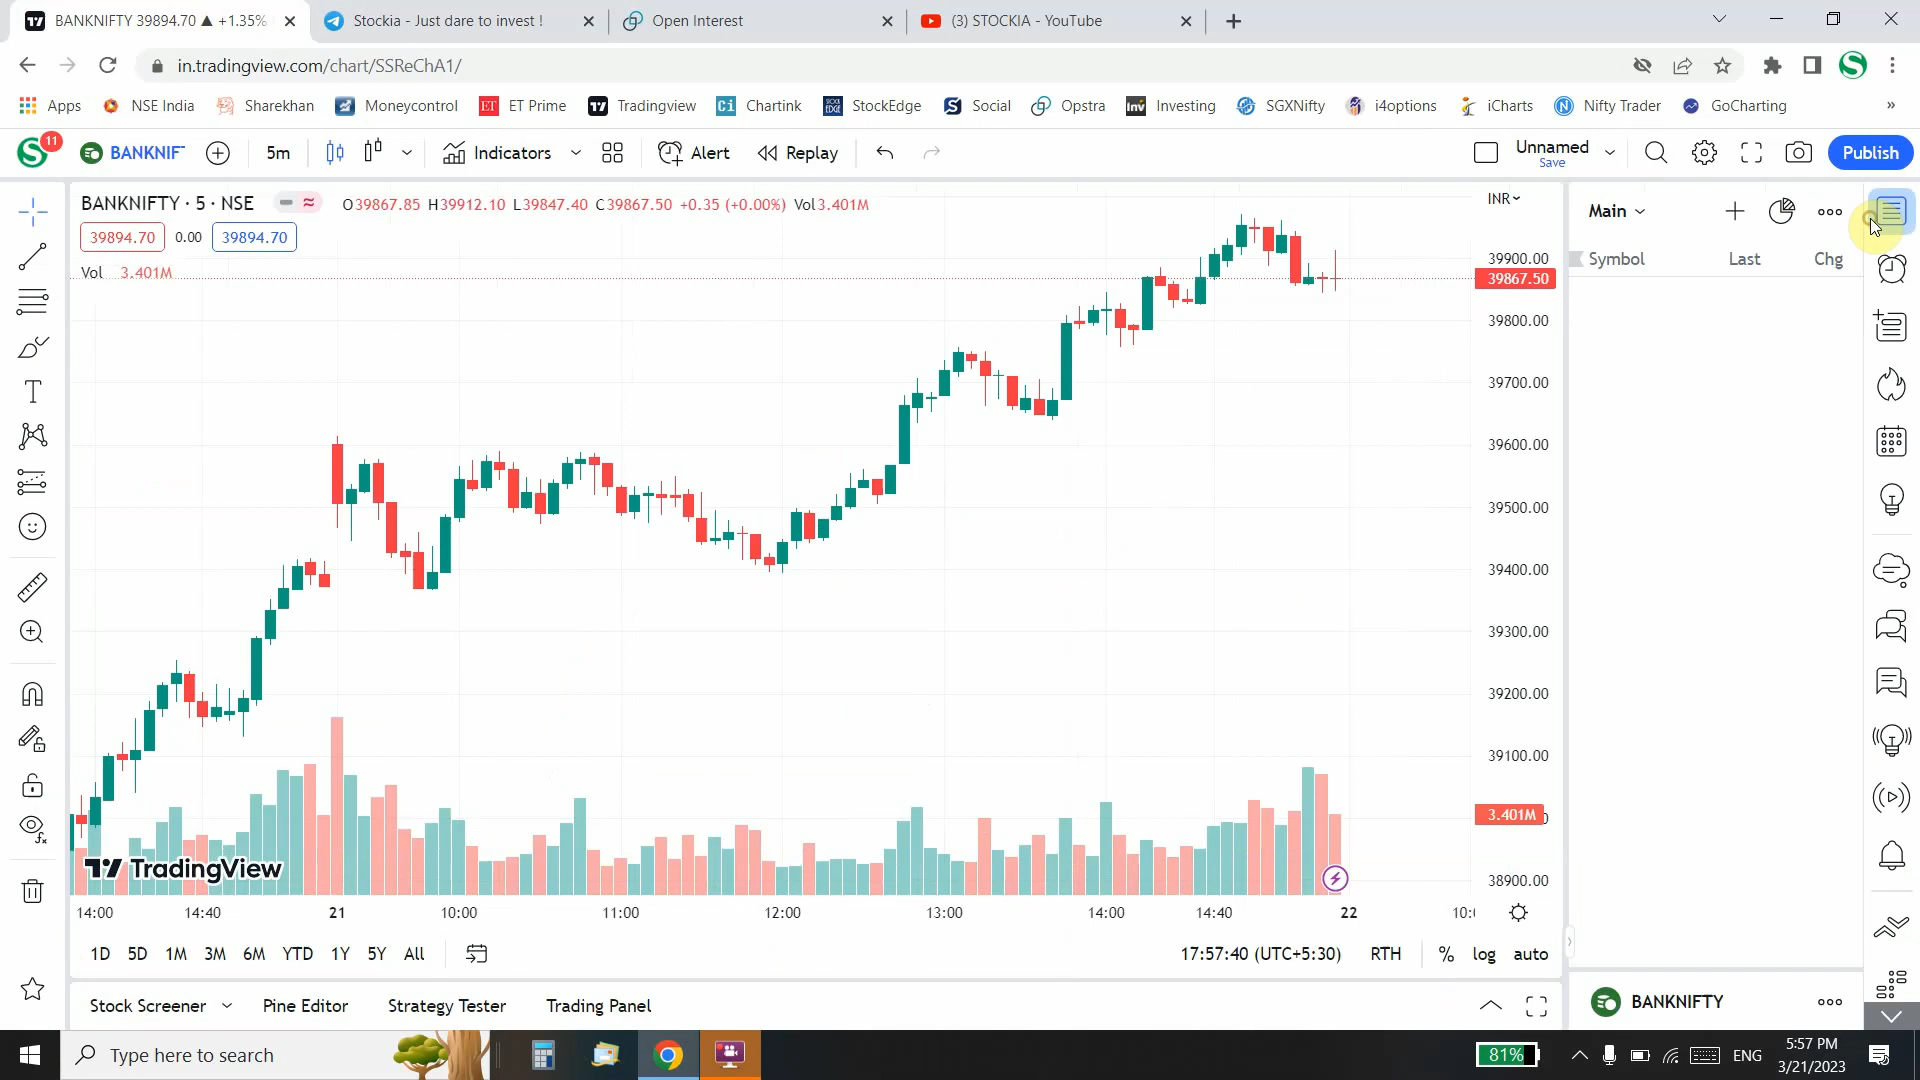 BANKNIFTY 39894.70 ▲ +1.35%
Stockia - Just dare to invest !
Open Interest
(3) STOCKIA - YouTube
in.tradingview.com/chart/SSReChA1/
Apps
NSE India
Sharekhan
Moneycontrol
ET Prime
Tradingview
Chartink
StockEdge
Social
Opstra
Investing
SGXNifty
i4options
iCharts
Nifty Trader
GoCharting
»
11
BANKNIF
5m
Indicators
Alert
Replay
Unnamed
Save
Publish
BANKNIFTY · 5 · NSE
O39867.85 H39912.10 L39847.40 C39867.50 +0.35 (+0.00%) Vol3.401M
39894.70 0.00 39894.70
Vol 3.401M
INR
39900.00
39867.50
39800.00
39700.00
39600.00
39500.00
39400.00
39300.00
39200.00
39100.00
3.401M
38900.00
Main
Symbol Last Chg
TradingView
14:00 14:40 21 10:00 11:00 12:00 13:00 14:00 14:40 22
1D 5D 1M 3M 6M YTD 1Y 5Y All
17:57:40 (UTC+5:30) RTH % log auto
Stock Screener Pine Editor Strategy Tester Trading Panel
BANKNIFTY
Type here to search
81%
ENG
5:57 PM
3/21/2023